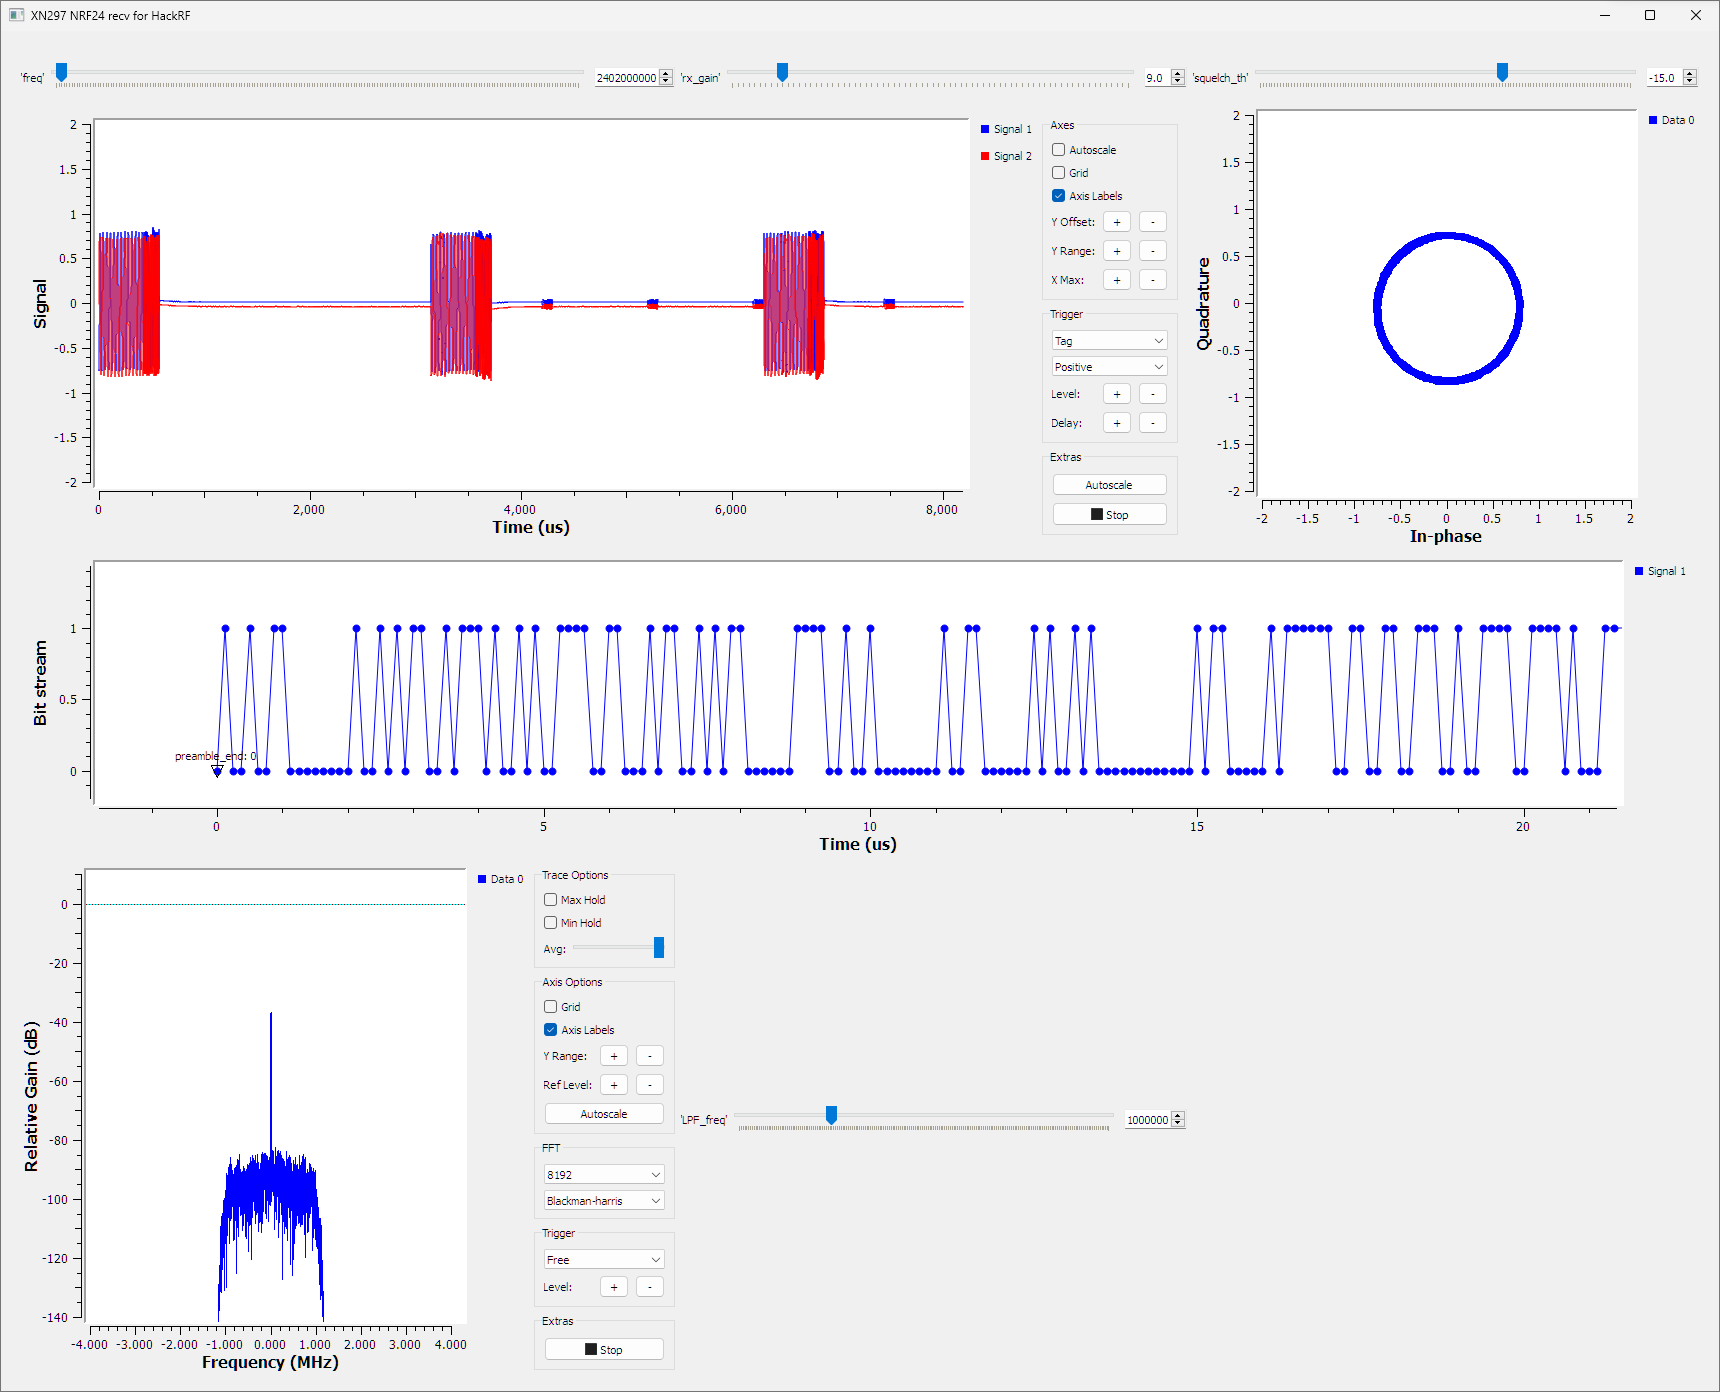 XN297 NRF24 recv for HackRF
'freq' 2402000000 'rx_gain' 9.0 'squelch_th' -15.0
Signal
2
1.5
1
0.5
0
-0.5
-1
-1.5
-2
0 2,000 4,000 6,000 8,000
Time (us)
Signal 1
Signal 2
Axes
Autoscale
Grid
Axis Labels
Y Offset: + -
Y Range: + -
X Max: + -
Trigger
Tag
Positive
Level: + -
Delay: + -
Extras
Autoscale
Stop
Quadrature
2
1.5
1
0.5
0
-0.5
-1
-1.5
-2
-2 -1.5 -1 -0.5 0 0.5 1 1.5 2
In-phase
Data 0
Bit stream
1
0.5
0
preamble_end: 0
0 5 10 15 20
Time (us)
Signal 1
Relative Gain (dB)
0
-20
-40
-60
-80
-100
-120
-140
-4.000 -3.000 -2.000 -1.000 0.000 1.000 2.000 3.000 4.000
Frequency (MHz)
Data 0
Trace Options
Max Hold
Min Hold
Avg:
Axis Options
Grid
Axis Labels
Y Range: + -
Ref Level: + -
Autoscale
FFT
8192
Blackman-harris
Trigger
Free
Level: + -
Extras
Stop
'LPF_freq' 1000000